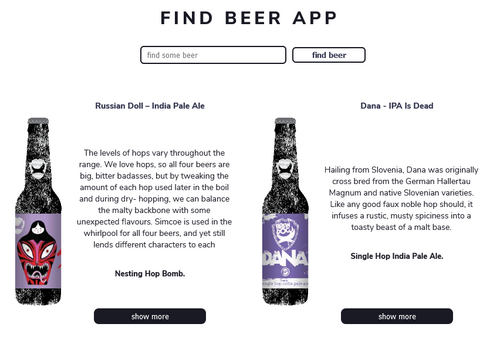 FIND BEER APP
find some beer
find beer
Russian Doll – India Pale Ale
The levels of hops vary throughout the
range. We love hops, so all four beers are
big, bitter badasses, but by tweaking the
amount of each hop used later in the boil
and during dry- hopping, we can balance
the malty backbone with some
unexpected flavours. Simcoe is used in the
whirlpool for all four beers, and yet still
lends different characters to each
Nesting Hop Bomb.
show more
Dana - IPA Is Dead
DANA
Hailing from Slovenia, Dana was originally
cross bred from the German Hallertau
Magnum and native Slovenian varieties.
Like any good faux noble hop should, it
infuses a rustic, musty spiciness into a
toasty beast of a malt base.
Single Hop India Pale Ale.
show more